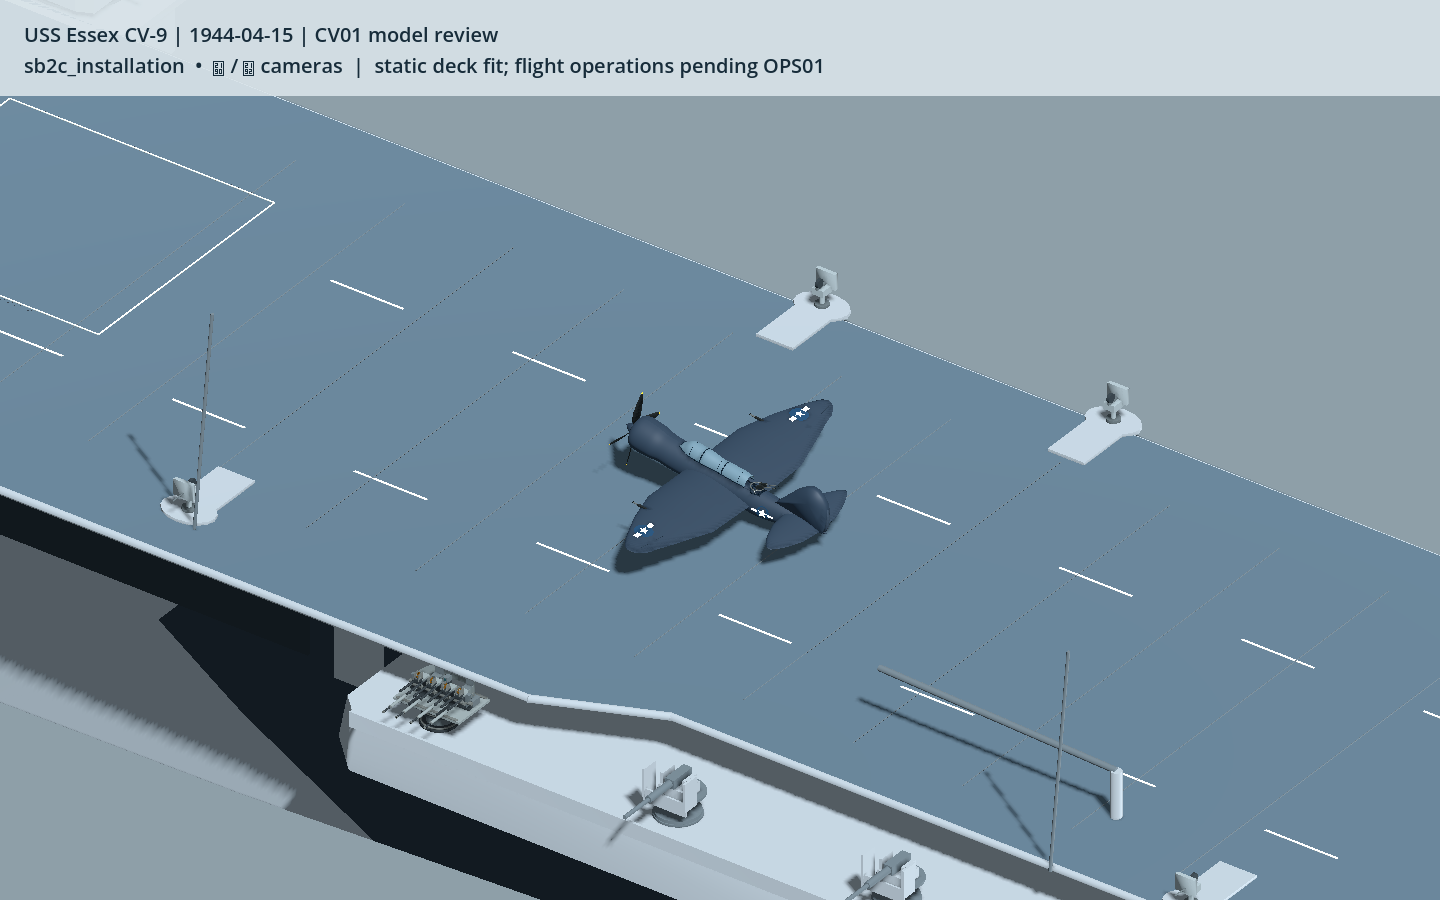 USS Essex CV-9 | 1944-04-15 | CV01 model review
sb2c_installation • / cameras | static deck fit; flight operations pending OPS01